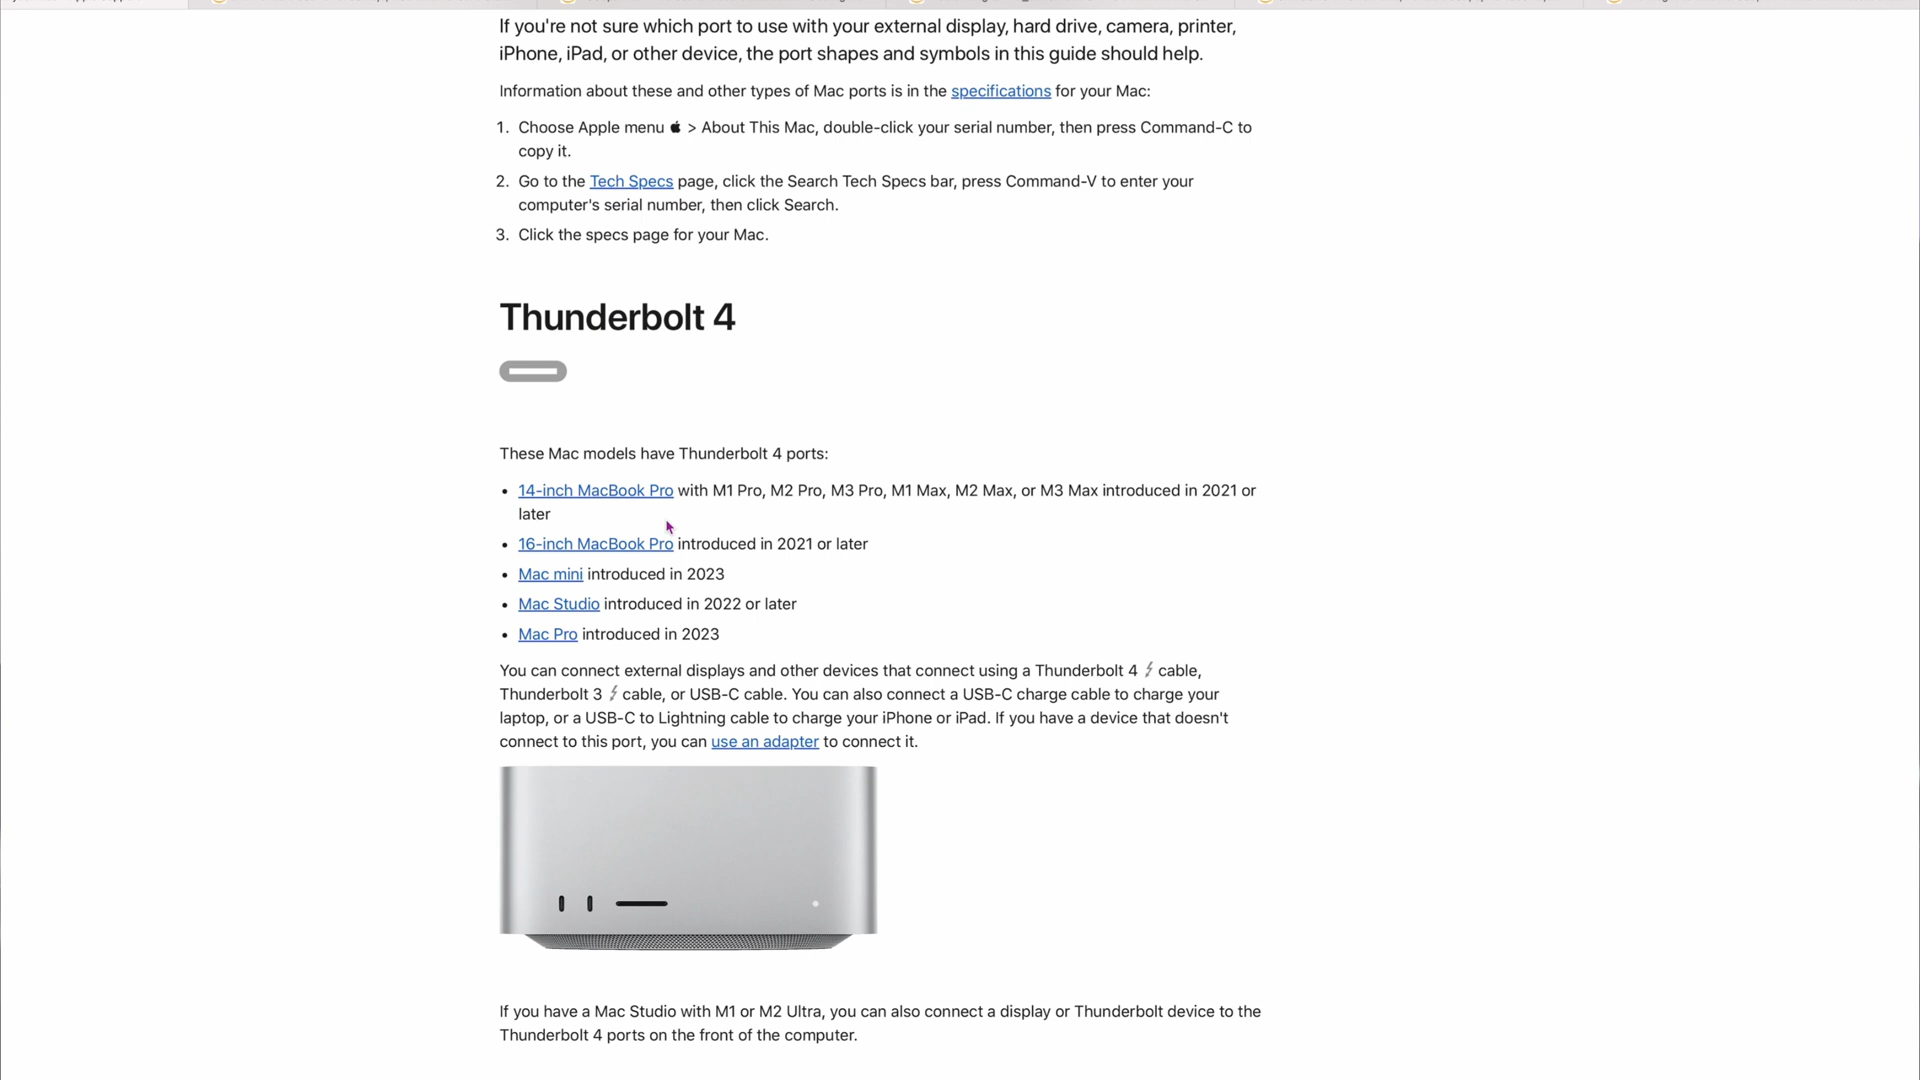 If you're not sure which port to use with your external display, hard drive, camera, printer,
iPhone, iPad, or other device, the port shapes and symbols in this guide should help.
Information about these and other types of Mac ports is in the specifications for your Mac:
1. Choose Apple menu  > About This Mac, double-click your serial number, then press Command-C to
copy it.
2. Go to the Tech Specs page, click the Search Tech Specs bar, press Command-V to enter your
computer's serial number, then click Search.
3. Click the specs page for your Mac.
Thunderbolt 4
These Mac models have Thunderbolt 4 ports:
• 14-inch MacBook Pro with M1 Pro, M2 Pro, M3 Pro, M1 Max, M2 Max, or M3 Max introduced in 2021 or
later
• 16-inch MacBook Pro introduced in 2021 or later
• Mac mini introduced in 2023
• Mac Studio introduced in 2022 or later
• Mac Pro introduced in 2023
You can connect external displays and other devices that connect using a Thunderbolt 4 cable,
Thunderbolt 3 cable, or USB-C cable. You can also connect a USB-C charge cable to charge your
laptop, or a USB-C to Lightning cable to charge your iPhone or iPad. If you have a device that doesn't
connect to this port, you can use an adapter to connect it.
If you have a Mac Studio with M1 or M2 Ultra, you can also connect a display or Thunderbolt device to the
Thunderbolt 4 ports on the front of the computer.